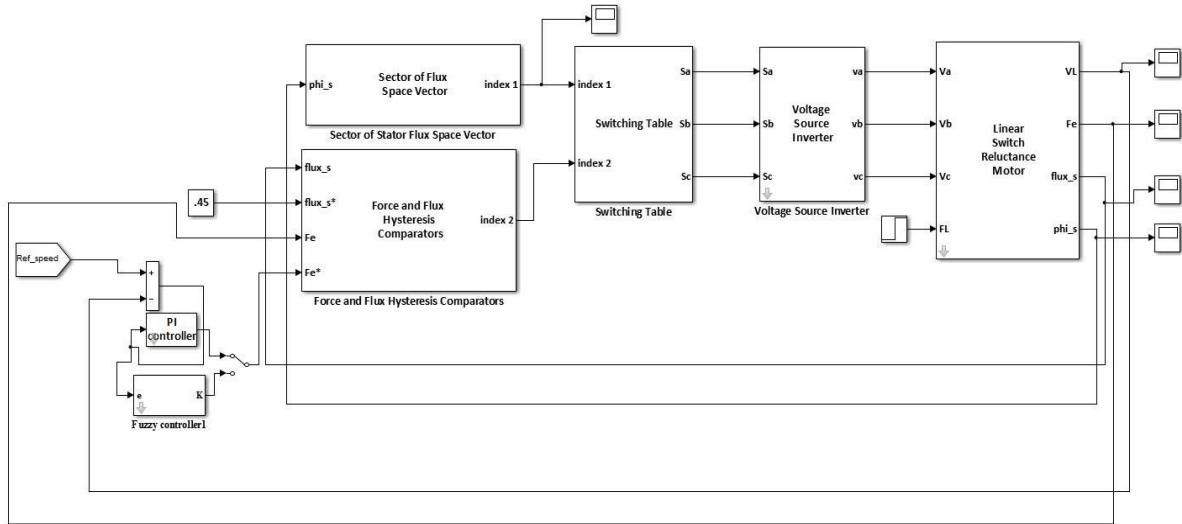 phi_s
Sector of Flux
Space Vector
index 1
Sector of Stator Flux Space Vector
flux_s
flux_s*
Fe
Fe*
Force and Flux
Hysteresis
Comparators
index 2
Force and Flux Hysteresis Comparators
.45
Ref_speed
+
−
PI
controller
e
K
Fuzzy controller1
index 1
index 2
Switching Table
Sa
Sb
Sc
Switching Table
Sa
Sb
Sc
Voltage
Source
Inverter
va
vb
vc
Voltage Source Inverter
Va
Vb
Vc
FL
Linear
Switch
Reluctance
Motor
VL
Fe
flux_s
phi_s